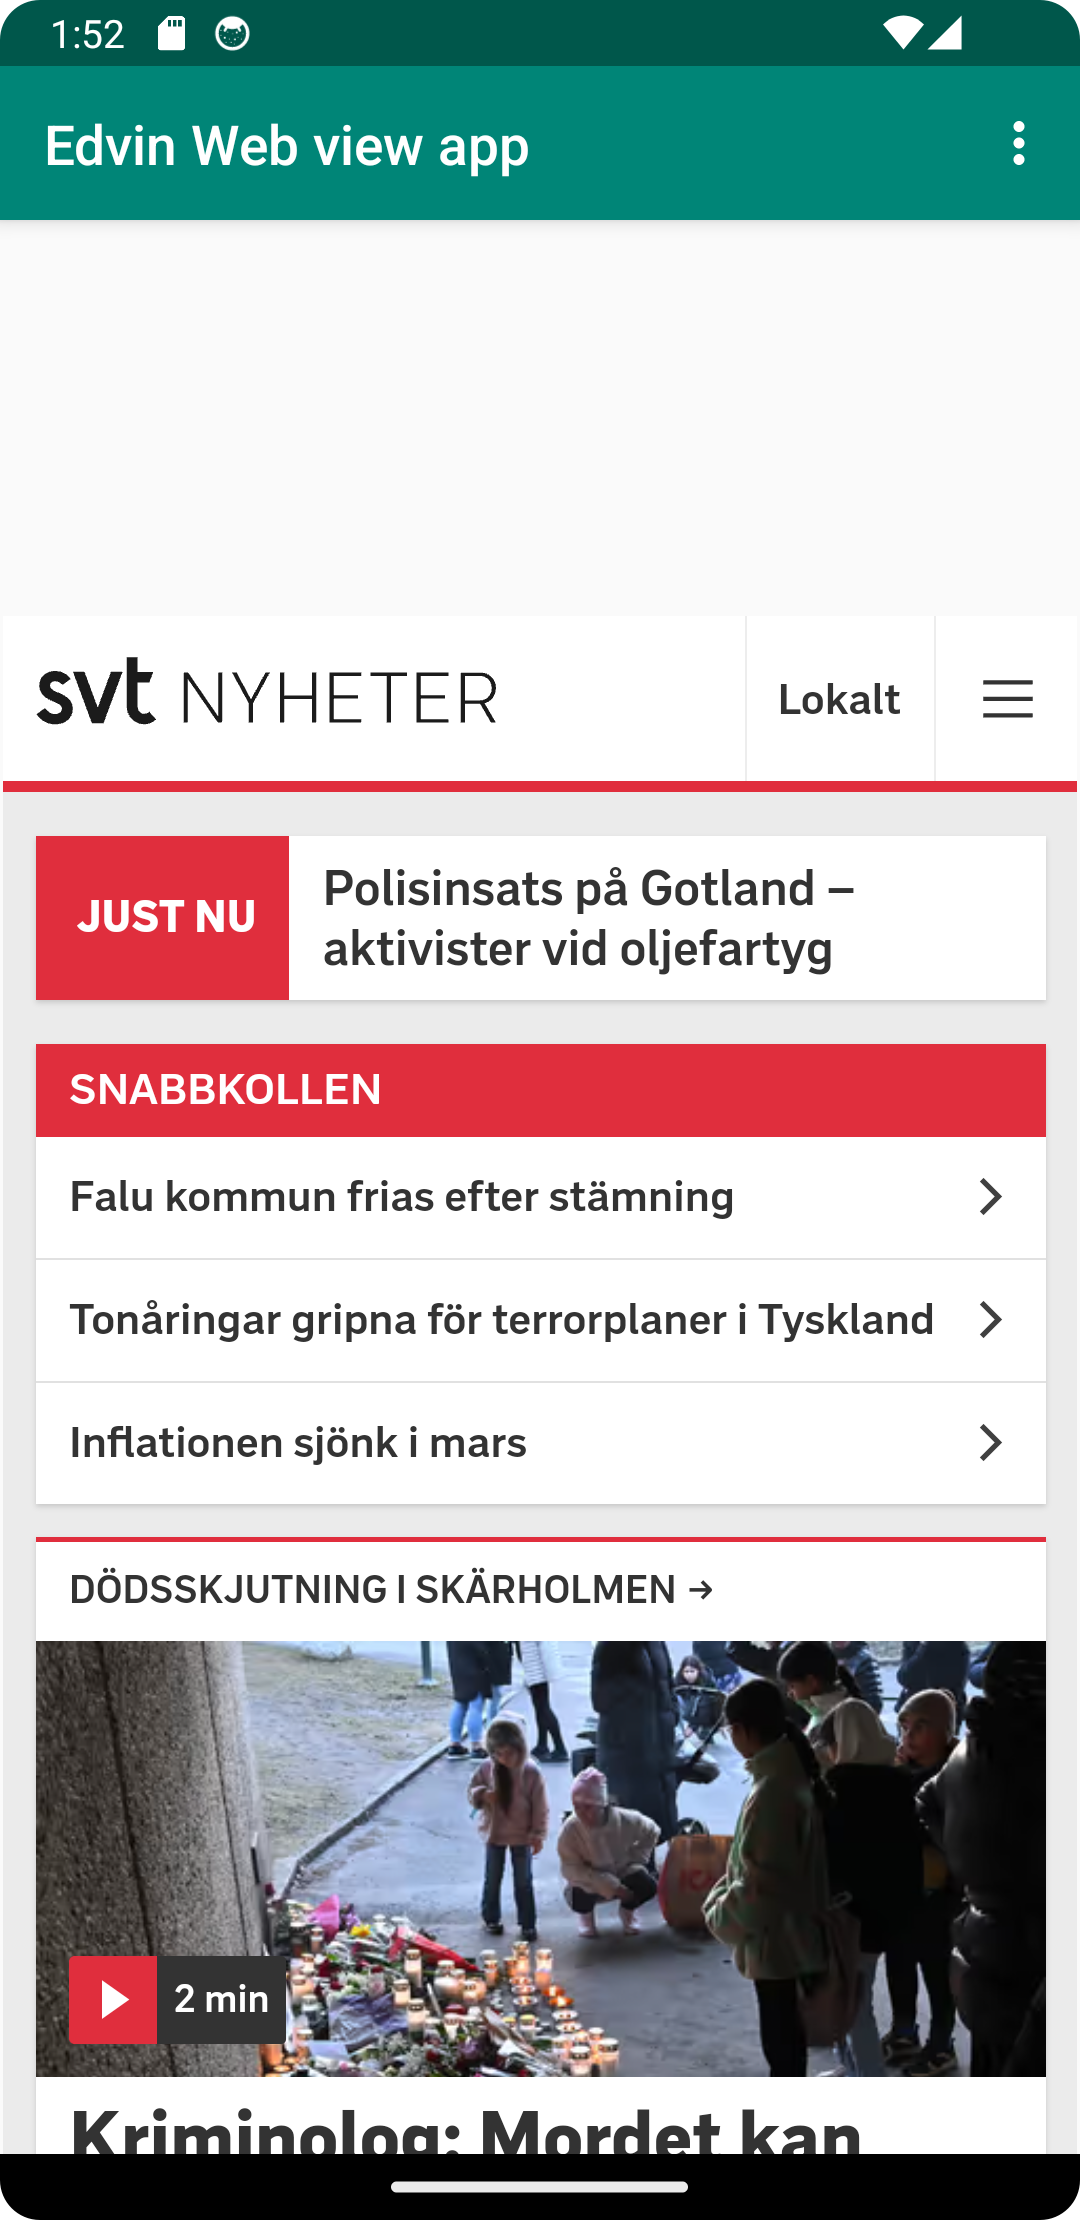 1:52
Edvin Web view app
svt NYHETER
Lokalt
JUST NU
Polisinsats på Gotland –
aktivister vid oljefartyg
SNABBKOLLEN
Falu kommun frias efter stämning
Tonåringar gripna för terrorplaner i Tyskland
Inflationen sjönk i mars
DÖDSSKJUTNING I SKÄRHOLMEN →
ICA
2 min
Kriminolog: Mordet kan